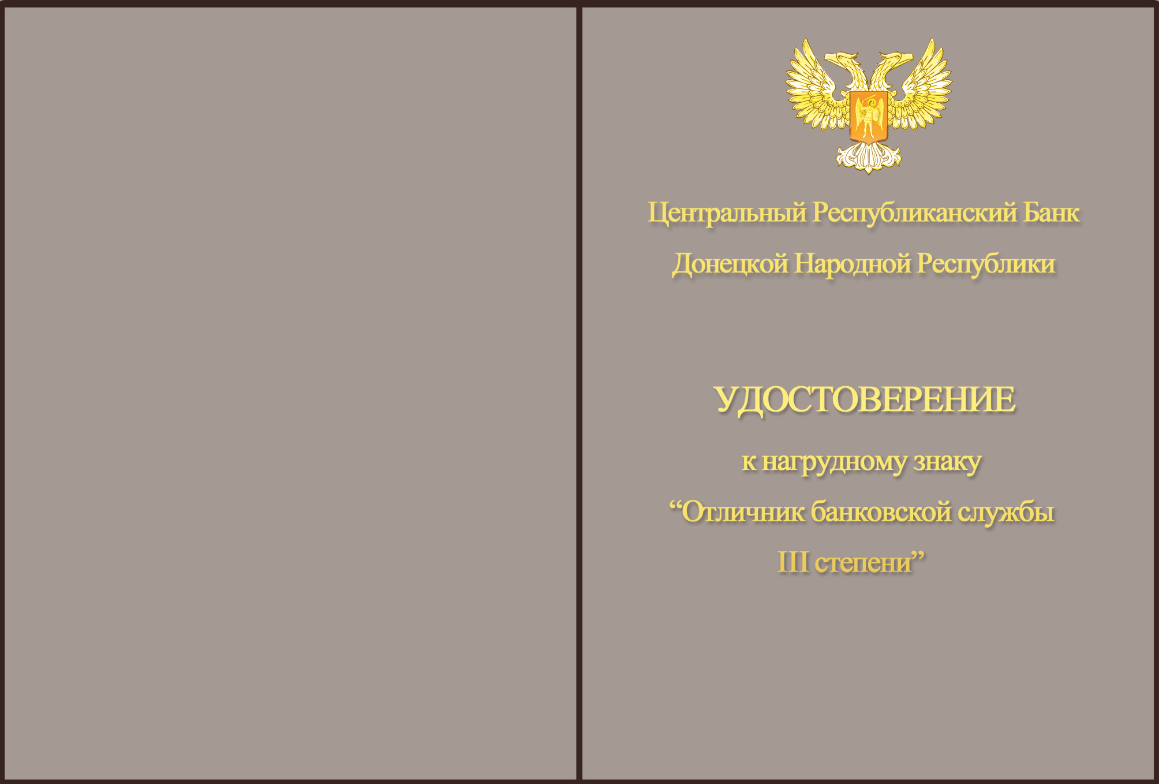 Центральный Республиканский Банк
Донецкой Народной Республики
УДОСТОВЕРЕНИЕ
к нагрудному знаку
“Отличник банковской службы
III степени”